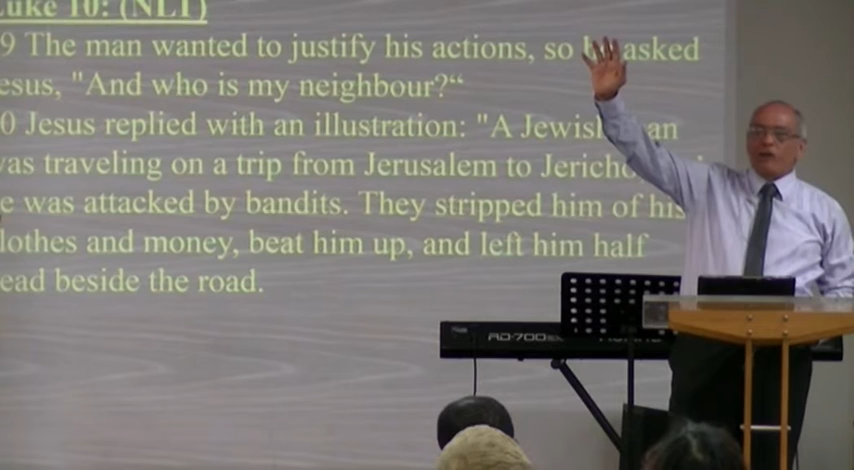 Luke 10: (NLT)
9 The man wanted to justify his actions, so he asked
esus, "And who is my neighbour?“
0 Jesus replied with an illustration: "A Jewish an
was traveling on a trip from Jerusalem to Jericho,
e was attacked by bandits. They stripped him of his
lothes and money, beat him up, and left him half
ead beside the road.
RD-700SX